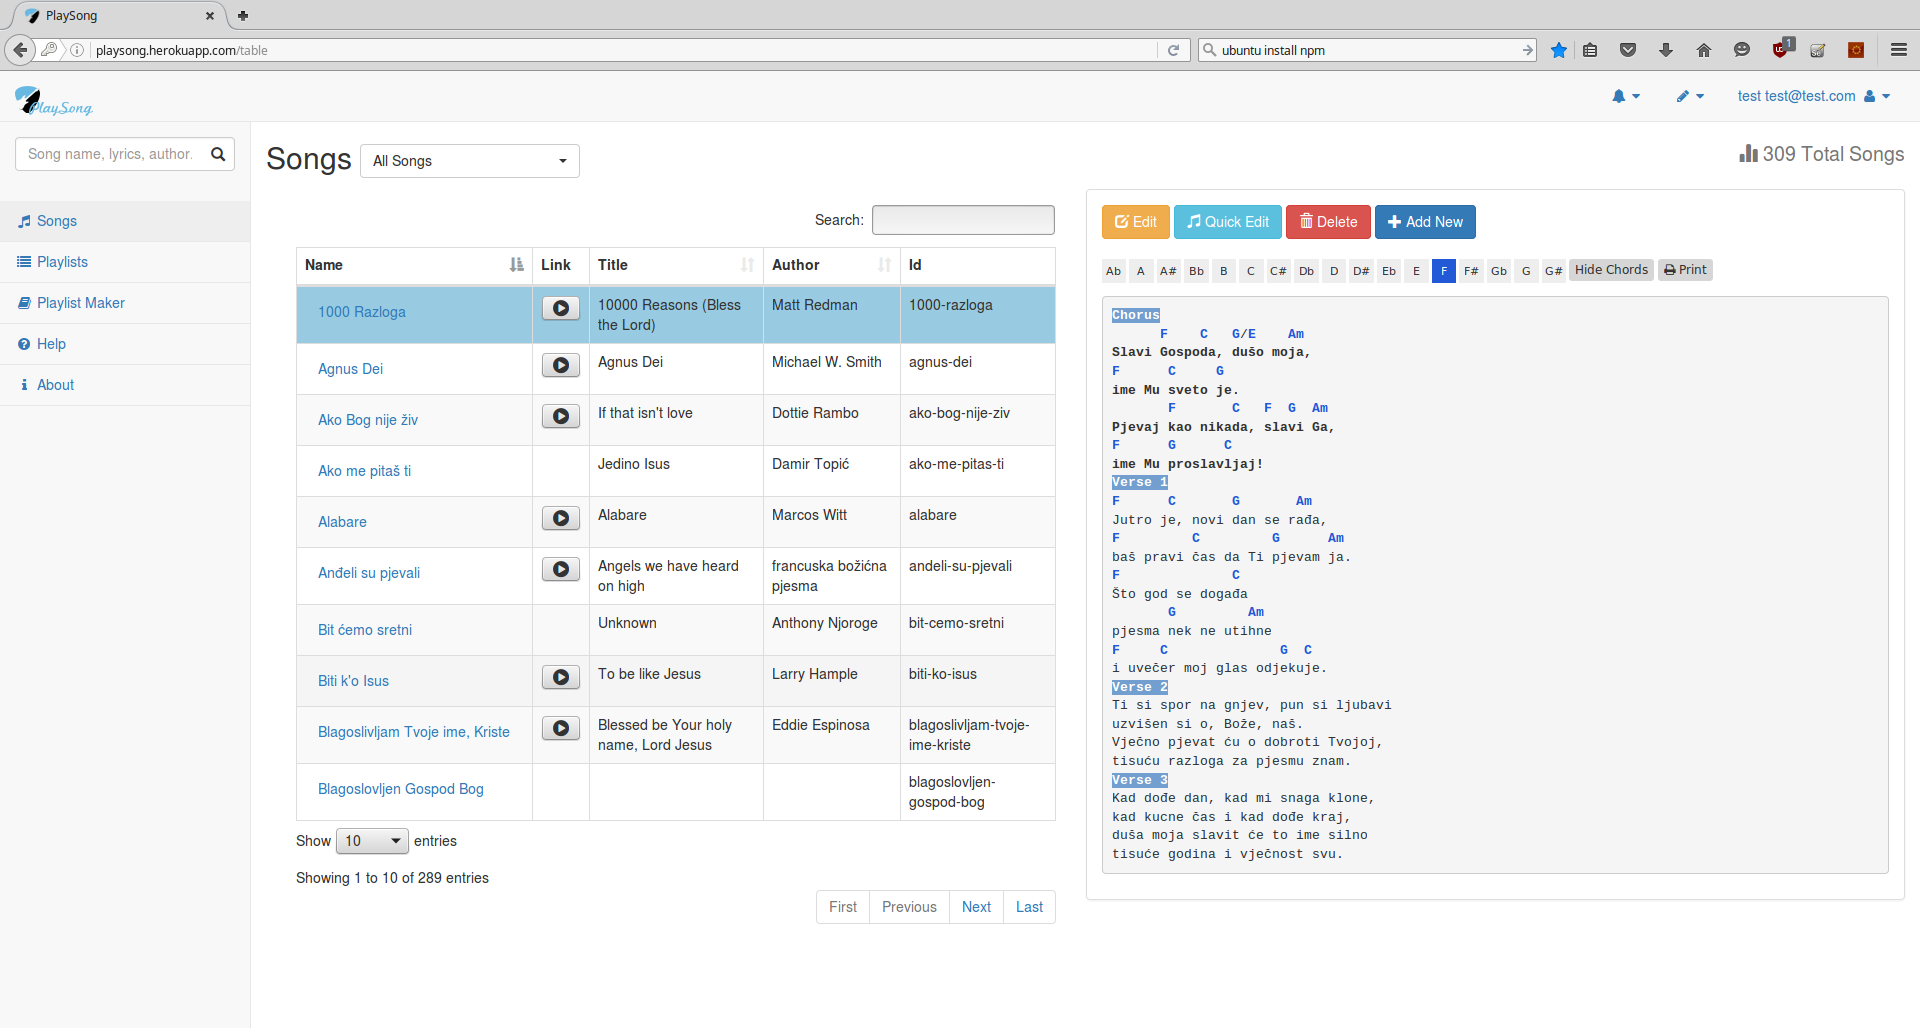 PlaySong
playsong.herokuapp.com/table
ubuntu install npm
1
PlaySong
test test@test.com
Song name, lyrics, author.
Songs
Playlists
Playlist Maker
Help
About
Songs
All Songs
309 Total Songs
Search:
Name Link Title Author Id
1000 Razloga 10000 Reasons (Bless the Lord) Matt Redman 1000-razloga
Agnus Dei Agnus Dei Michael W. Smith agnus-dei
Ako Bog nije živ If that isn't love Dottie Rambo ako-bog-nije-ziv
Ako me pitaš ti Jedino Isus Damir Topić ako-me-pitas-ti
Alabare Alabare Marcos Witt alabare
Anđeli su pjevali Angels we have heard on high francuska božićna pjesma andeli-su-pjevali
Bit ćemo sretni Unknown Anthony Njoroge bit-cemo-sretni
Biti k'o Isus To be like Jesus Larry Hample biti-ko-isus
Blagoslivljam Tvoje ime, Kriste Blessed be Your holy name, Lord Jesus Eddie Espinosa blagoslivljam-tvoje-ime-kriste
Blagoslovljen Gospod Bog blagoslovljen-gospod-bog
Show 10 entries
Showing 1 to 10 of 289 entries
First Previous Next Last
Edit Quick Edit Delete Add New
Ab A A# Bb B C C# Db D D# Eb E F F# Gb G G# Hide Chords Print
Chorus
F C G/E Am
Slavi Gospoda, dušo moja,
F C G
ime Mu sveto je.
F C F G Am
Pjevaj kao nikada, slavi Ga,
F G C
ime Mu proslavljaj!
Verse 1
F C G Am
Jutro je, novi dan se rađa,
F C G Am
baš pravi čas da Ti pjevam ja.
F C
Što god se događa
G Am
pjesma nek ne utihne
F C G C
i uvečer moj glas odjekuje.
Verse 2
Ti si spor na gnjev, pun si ljubavi
uzvišen si o, Bože, naš.
Vječno pjevat ću o dobroti Tvojoj,
tisuću razloga za pjesmu znam.
Verse 3
Kad dođe dan, kad mi snaga klone,
kad kucne čas i kad dođe kraj,
duša moja slavit će to ime silno
tisuće godina i vječnost svu.